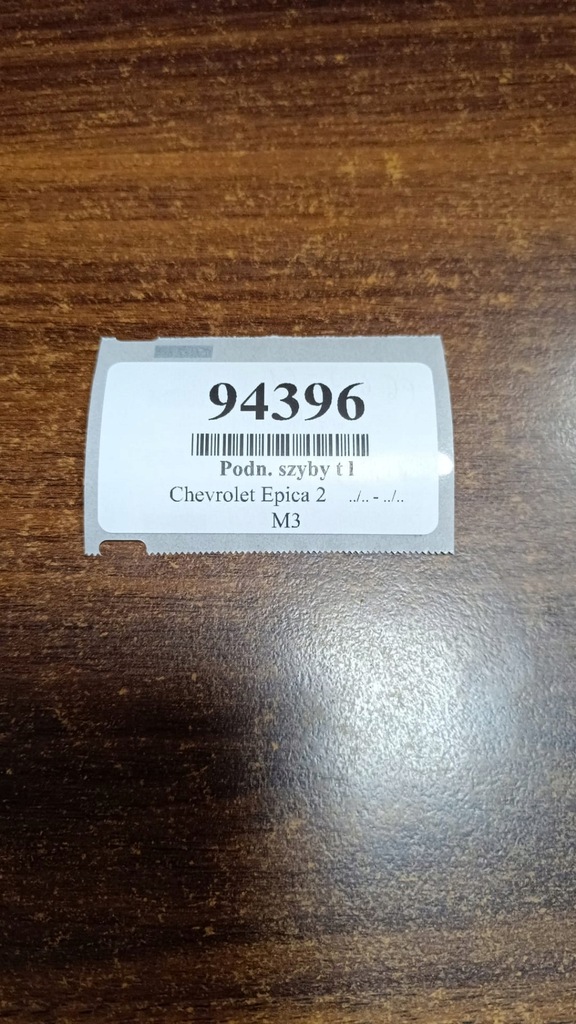 94396
Podn. szyby t l
Chevrolet Epica 2 ../.. - ../..
M3